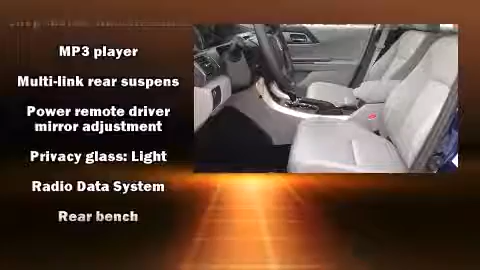 MP3 player
Multi-link rear suspens
Power remote driver
mirror adjustment
Privacy glass: Light
Radio Data System
Rear bench